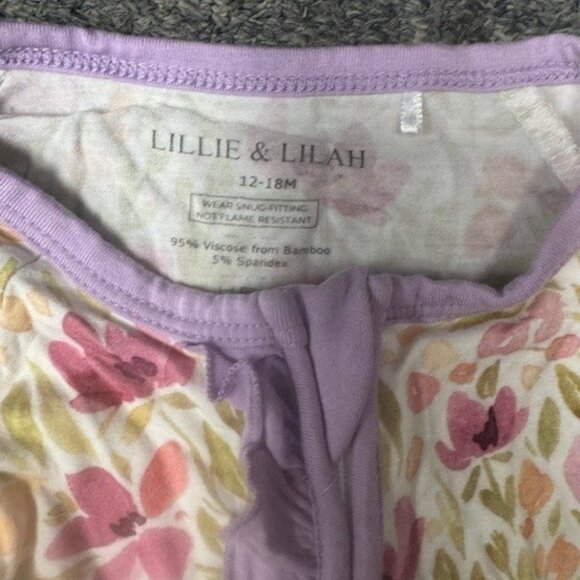 LILLIE & LILAH
12-18M
WEAR SNUG-FITTING
NOT FLAME RESISTANT
95% Viscose from Bamboo
5% Spandex